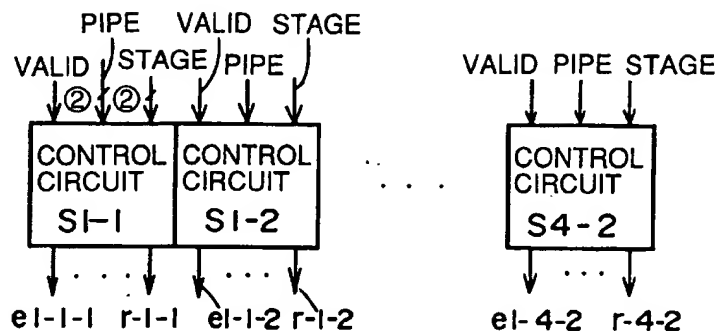 PIPE VALID STAGE
VALID STAGE PIPE
② ②
VALID PIPE STAGE
CONTROL CIRCUIT S1-1
CONTROL CIRCUIT S1-2
. . .
CONTROL CIRCUIT S4-2
e1-1-1 . . . . r-1-1 e1-1-2 . . . r-1-2
e1-4-2 . . . r-4-2